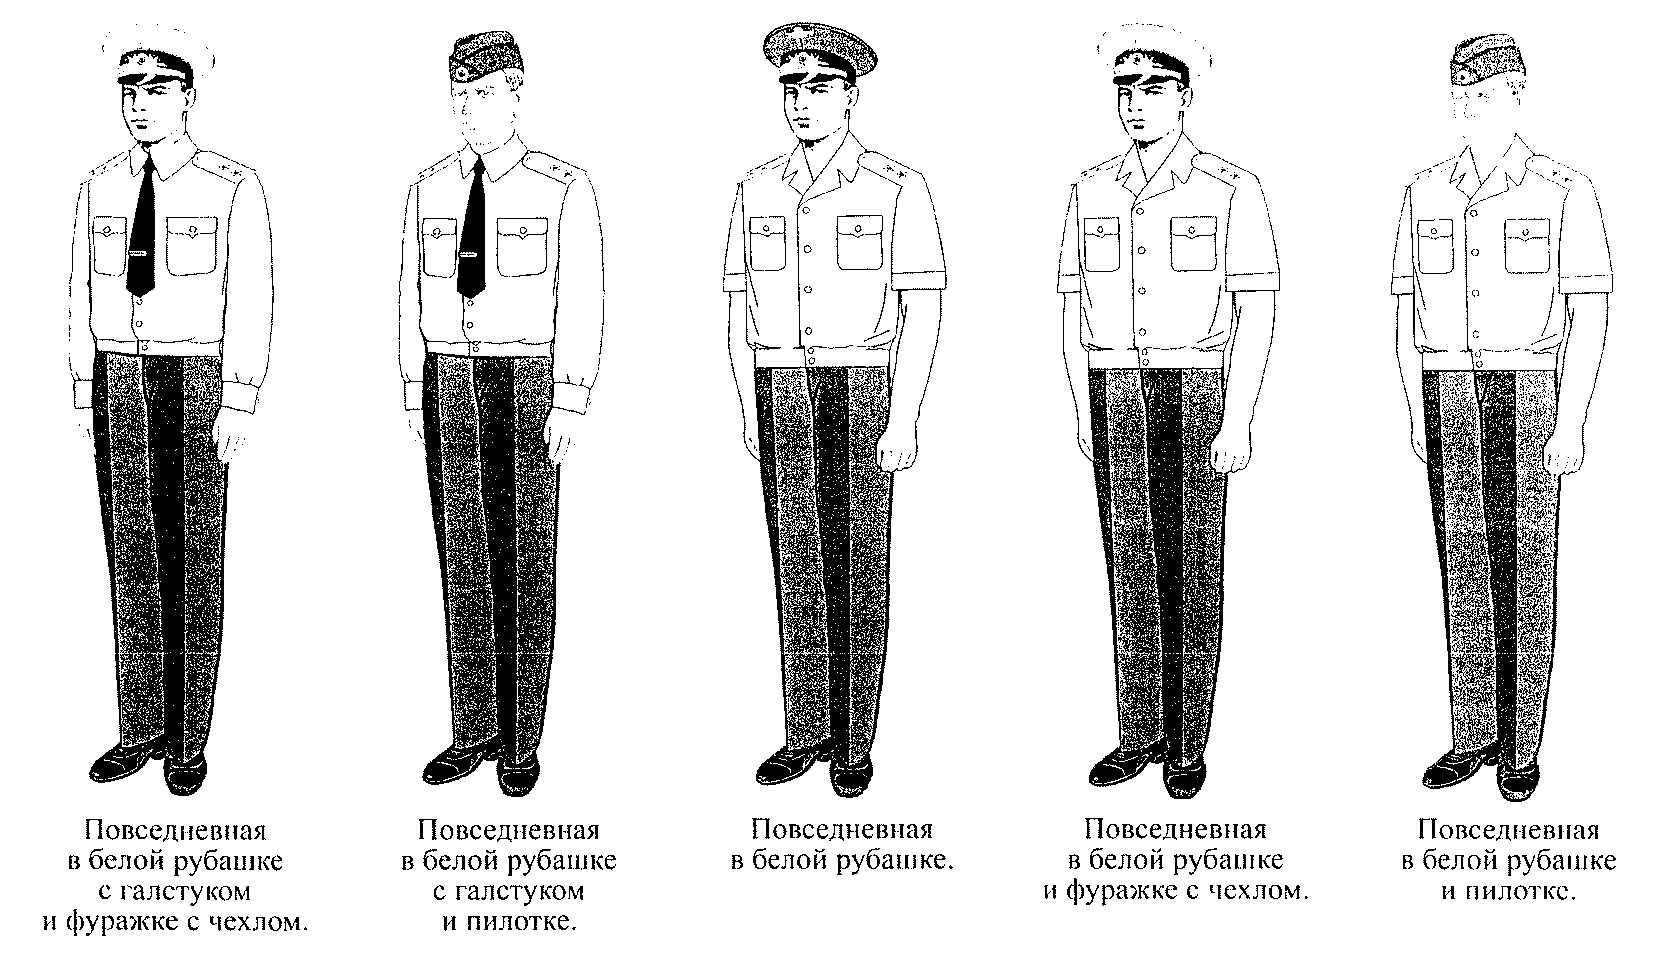 Повседневная
в белой рубашке
с галстуком
и фуражке с чехлом.
Повседневная
в белой рубашке
с галстуком
и пилотке.
Повседневная
в белой рубашке.
Повседневная
в белой рубашке
и фуражке с чехлом.
Повседневная
в белой рубашке
и пилотке.